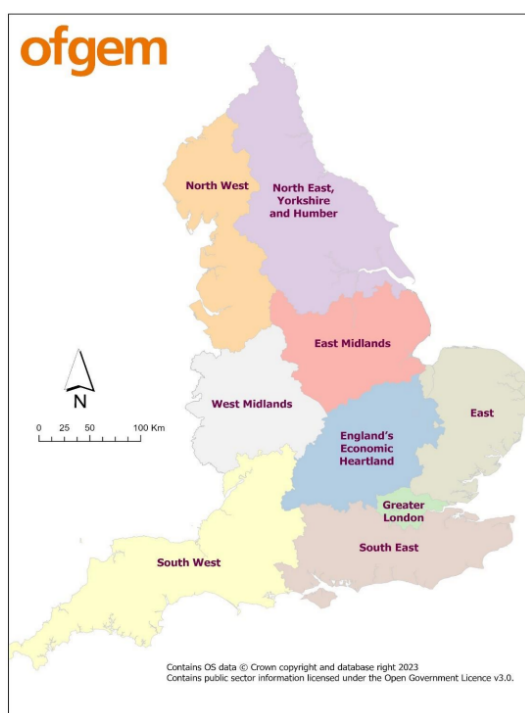 ofgem
North West
North East,
Yorkshire
and Humber
East Midlands
N
0 25 50 100 Km
West Midlands
East
England's
Economic
Heartland
Greater
London
South East
South West
Contains OS data © Crown copyright and database right 2023
Contains public sector information licensed under the Open Government Licence v3.0.